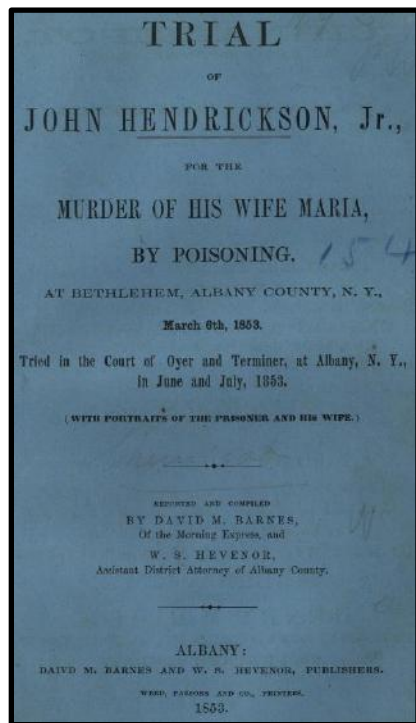 TRIAL
OF
JOHN HENDRICKSON, Jr.,
FOR THE
MURDER OF HIS WIFE MARIA,
BY POISONING.
154
AT BETHLEHEM, ALBANY COUNTY, N. Y.,
March 6th, 1853.
Tried in the Court of Oyer and Terminer, at Albany, N. Y.,
in June and July, 1853.
(WITH PORTRAITS OF THE PRISONER AND HIS WIFE.)
REPORTED AND COMPILED
BY DAVID M. BARNES,
Of the Morning Express, and
W. S. HEVENOR,
Assistant District Attorney of Albany County.
ALBANY:
DAIVD M. BARNES AND W. S. HEVENOR, PUBLISHERS.
WEED, PARSONS AND CO., PRINTERS.
1853.